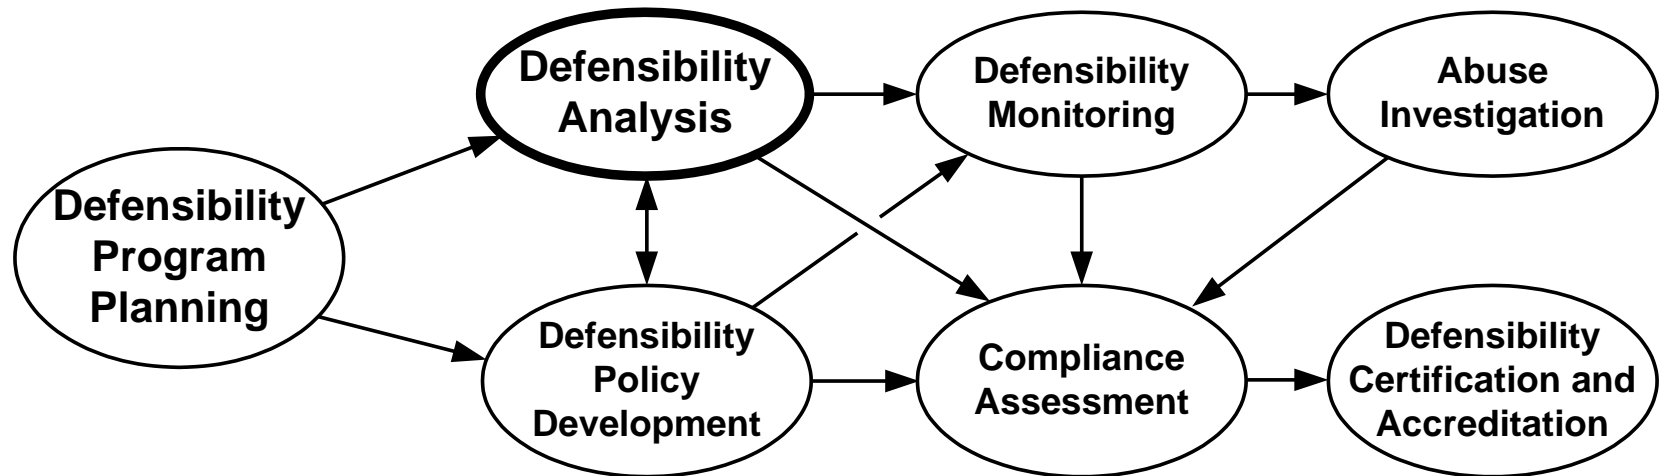 Defensibility
Program
Planning
Defensibility
Analysis
Defensibility
Policy
Development
Defensibility
Monitoring
Compliance
Assessment
Abuse
Investigation
Defensibility
Certification and
Accreditation